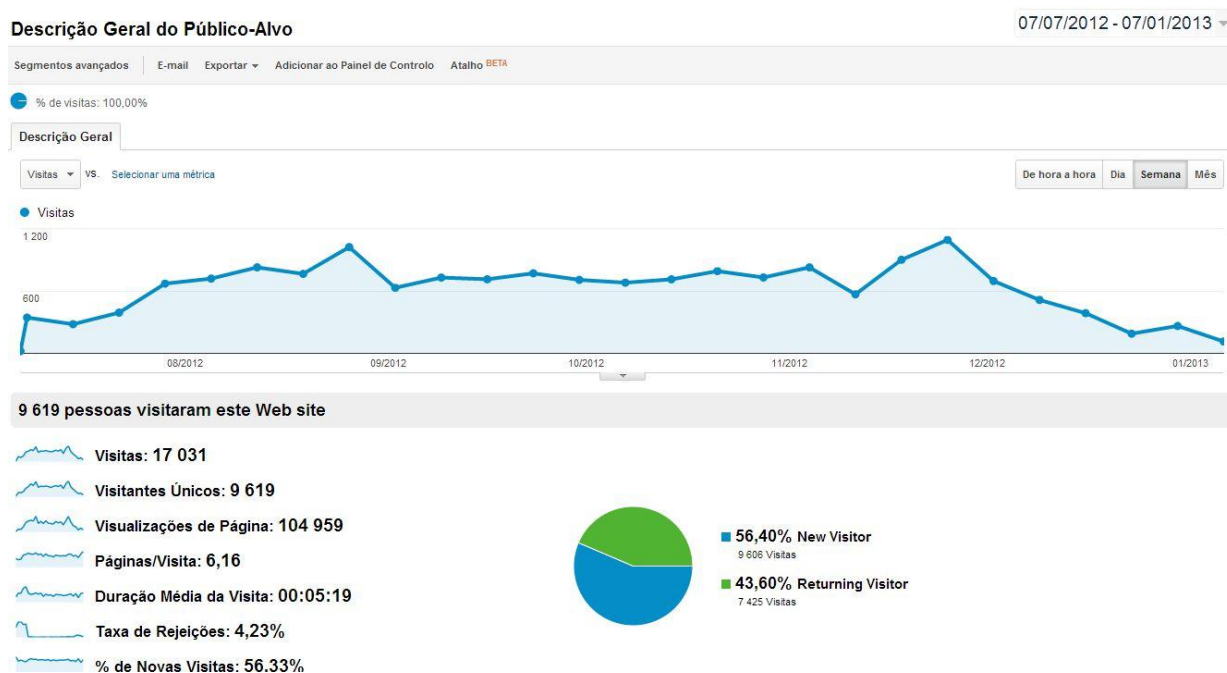 Descrição Geral do Público-Alvo
07/07/2012 - 07/01/2013
Segmentos avançados E-mail Exportar Adicionar ao Painel de Controlo Atalho BETA
% de visitas: 100,00%
Descrição Geral
Visitas VS. Selecionar uma métrica
De hora a hora Dia Semana Mês
Visitas
1 200
600
08/2012 09/2012 10/2012 11/2012 12/2012 01/2013
9 619 pessoas visitaram este Web site
Visitas: 17 031
Visitantes Únicos: 9 619
Visualizações de Página: 104 959
Páginas/Visita: 6,16
Duração Média da Visita: 00:05:19
Taxa de Rejeições: 4,23%
% de Novas Visitas: 56,33%
56,40% New Visitor
9 606 Visitas
43,60% Returning Visitor
7 425 Visitas